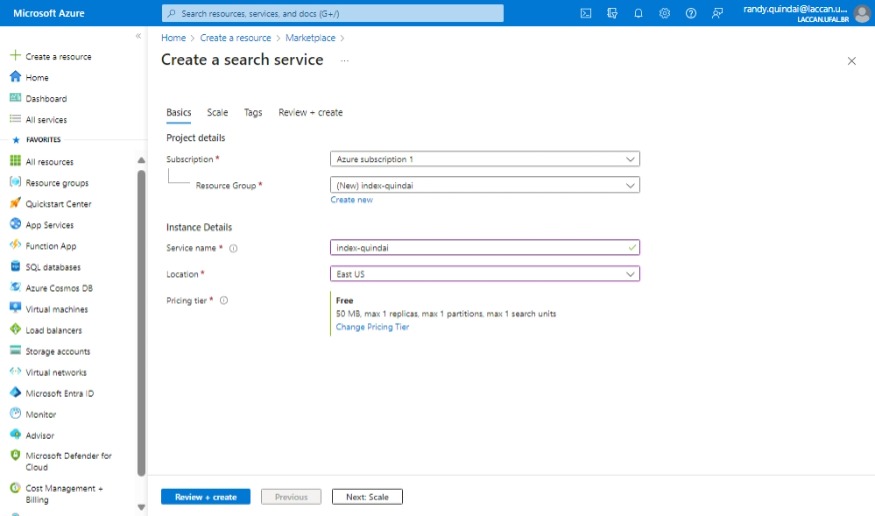 Microsoft Azure
Search resources, services, and docs (G+/)
randy.quindai@laccan.u...
LACCAN.UFAL.BR
Create a resource
Home
Dashboard
All services
FAVORITES
All resources
Resource groups
Quickstart Center
App Services
Function App
SQL databases
Azure Cosmos DB
Virtual machines
Load balancers
Storage accounts
Virtual networks
Microsoft Entra ID
Monitor
Advisor
Microsoft Defender for
Cloud
Cost Management +
Billing
Home > Create a resource > Marketplace >
Create a search service ...
Basics Scale Tags Review + create
Project details
Subscription * Azure subscription 1
Resource Group * (New) index-quindai
Create new
Instance Details
Service name * index-quindai
Location * East US
Pricing tier * Free
50 MB, max 1 replicas, max 1 partitions, max 1 search units
Change Pricing Tier
Review + create Previous Next: Scale